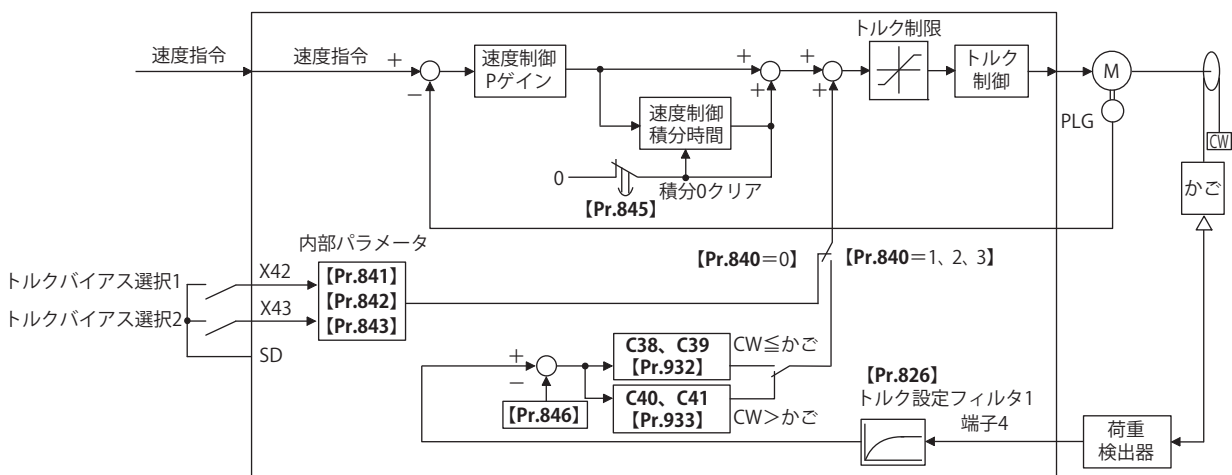 トルク制限
速度指令
速度指令
+
−
速度制御
Pゲイン
+
+
+
+
トルク
制御
M
PLG
CW
かご
速度制御
積分時間
0
積分0クリア
【Pr.845】
内部パラメータ
【Pr.840＝0】
【Pr.840＝1、2、3】
トルクバイアス選択1
X42
トルクバイアス選択2
X43
SD
【Pr.841】
【Pr.842】
【Pr.843】
+
−
【Pr.846】
C38、C39
【Pr.932】
CW≦かご
C40、C41
【Pr.933】
CW＞かご
【Pr.826】
トルク設定フィルタ1
端子4
荷重
検出器